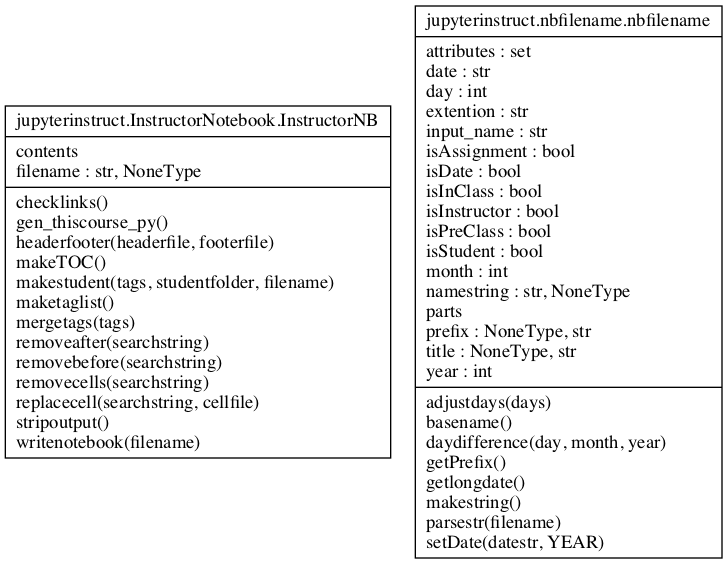 jupyterinstruct.InstructorNotebook.InstructorNB
contents
filename : str, NoneType
checklinks()
gen_thiscourse_py()
headerfooter(headerfile, footerfile)
makeTOC()
makestudent(tags, studentfolder, filename)
maketaglist()
mergetags(tags)
removeafter(searchstring)
removebefore(searchstring)
removecells(searchstring)
replacecell(searchstring, cellfile)
stripoutput()
writenotebook(filename)
jupyterinstruct.nbfilename.nbfilename
attributes : set
date : str
day : int
extention : str
input_name : str
isAssignment : bool
isDate : bool
isInClass : bool
isInstructor : bool
isPreClass : bool
isStudent : bool
month : int
namestring : str, NoneType
parts
prefix : NoneType, str
title : NoneType, str
year : int
adjustdays(days)
basename()
daydifference(day, month, year)
getPrefix()
getlongdate()
makestring()
parsestr(filename)
setDate(datestr, YEAR)